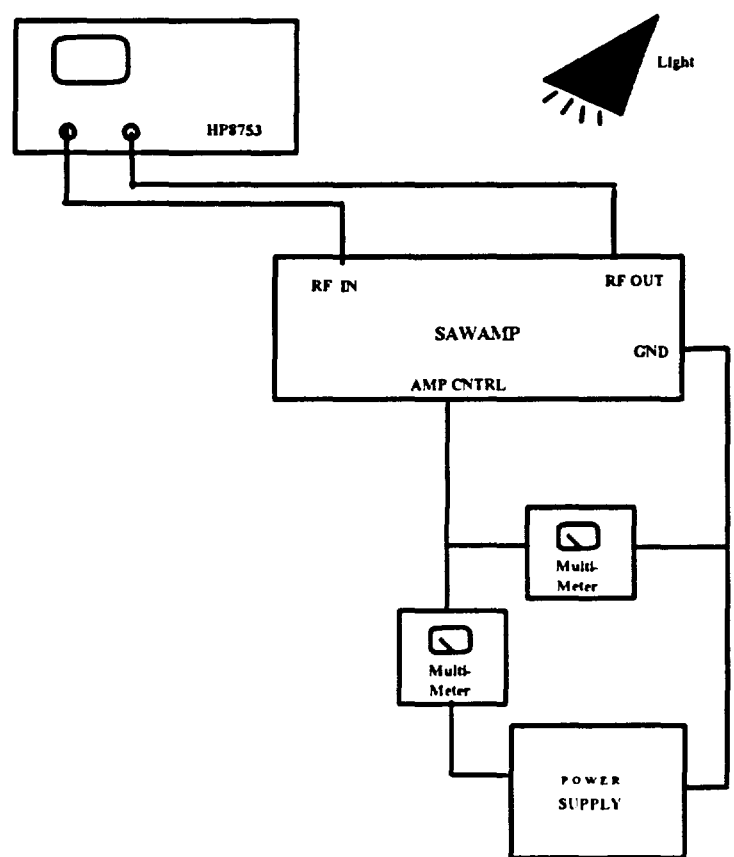 Light
HP8753
RF IN
RF OUT
SAWAMP
GND
AMP CNTRL
Multi-
Meter
Multi-
Meter
POWER
SUPPLY